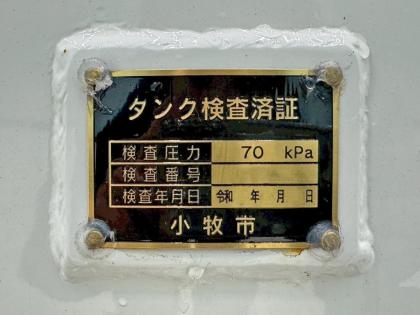 タンク検査済証
検査圧力 70 kPa
検査番号
検査年月日 令和 年 月 日
小牧市